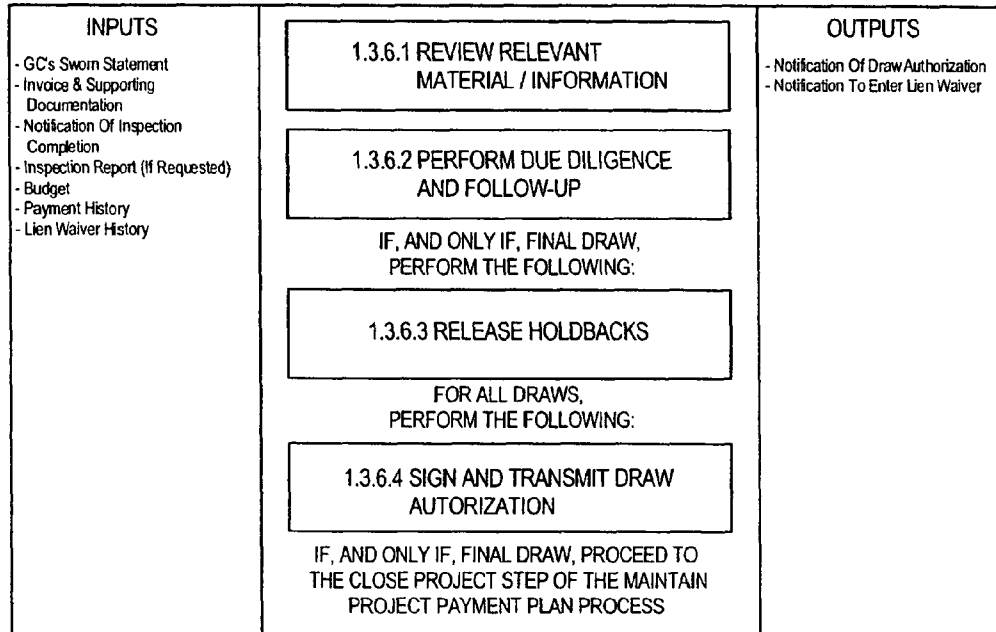 INPUTS
- GC's Sworn Statement
- Invoice & Supporting
Documentation
- Notification Of Inspection
Completion
- Inspection Report (If Requested)
- Budget
- Payment History
- Lien Waiver History
1.3.6.1 REVIEW RELEVANT
MATERIAL / INFORMATION
1.3.6.2 PERFORM DUE DILIGENCE
AND FOLLOW-UP
IF, AND ONLY IF, FINAL DRAW,
PERFORM THE FOLLOWING:
1.3.6.3 RELEASE HOLDBACKS
FOR ALL DRAWS,
PERFORM THE FOLLOWING:
1.3.6.4 SIGN AND TRANSMIT DRAW
AUTORIZATION
IF, AND ONLY IF, FINAL DRAW, PROCEED TO
THE CLOSE PROJECT STEP OF THE MAINTAIN
PROJECT PAYMENT PLAN PROCESS
OUTPUTS
- Notification Of Draw Authorization
- Notification To Enter Lien Waiver